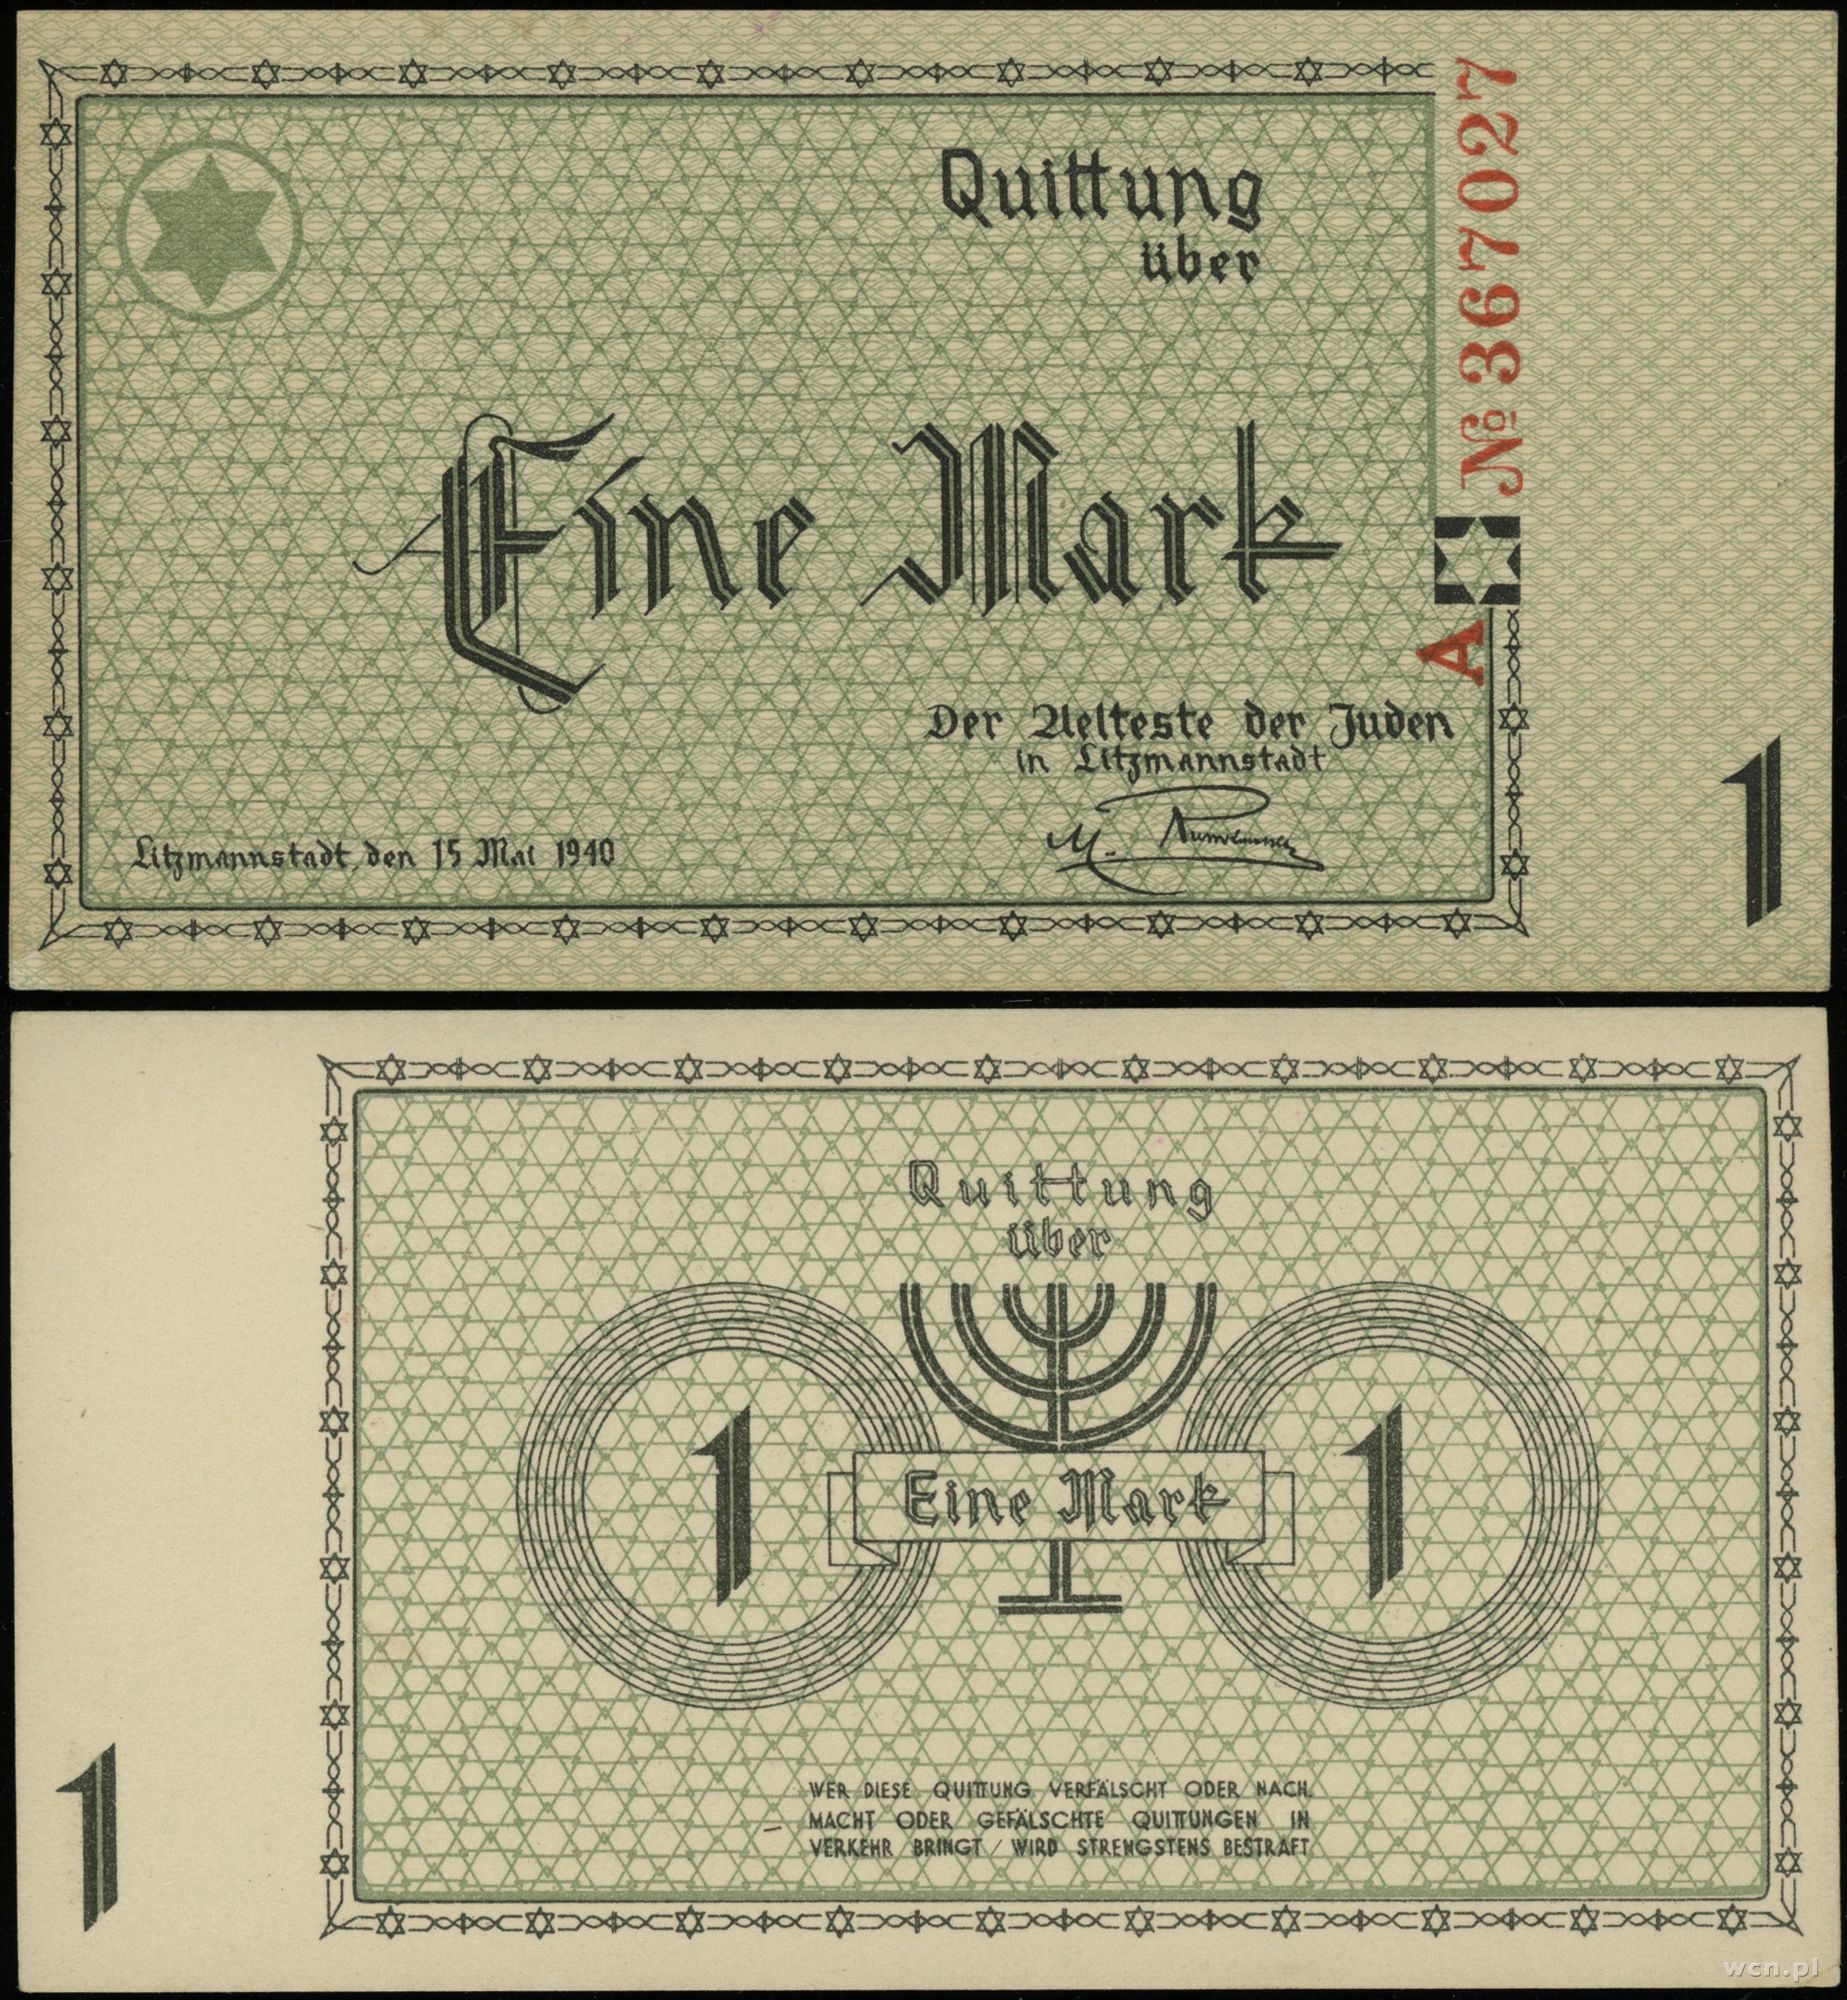 Quittung
über
Eine Mark
№ 367027
A
Der Aelteste der Juden
in Litzmannstadt
Litzmannstadt, den 15 Mai 1940
M. Rumkowski
1
Quittung
über
1 Eine Mark 1
WER DIESE QUITTUNG VERFÄLSCHT ODER NACH
MACHT ODER GEFÄLSCHTE QUITTUNGEN IN
VERKEHR BRINGT / WIRD STRENGSTENS BESTRAFT
1
wcn.pl